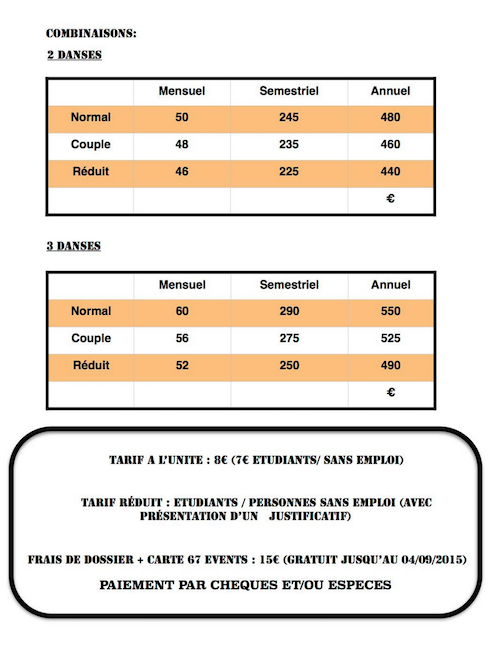 COMBINAISONS:
2 DANSES
Mensuel Semestriel Annuel
Normal 50 245 480
Couple 48 235 460
Réduit 46 225 440
€
3 DANSES
Mensuel Semestriel Annuel
Normal 60 290 550
Couple 56 275 525
Réduit 52 250 490
€
TARIF A L'UNITE : 8€ (7€ ETUDIANTS/ SANS EMPLOI)
TARIF RÉDUIT : ETUDIANTS / PERSONNES SANS EMPLOI (AVEC
PRÉSENTATION D'UN JUSTIFICATIF)
FRAIS DE DOSSIER + CARTE 67 EVENTS : 15€ (GRATUIT JUSQU'AU 04/09/2015)
PAIEMENT PAR CHEQUES ET/OU ESPECES